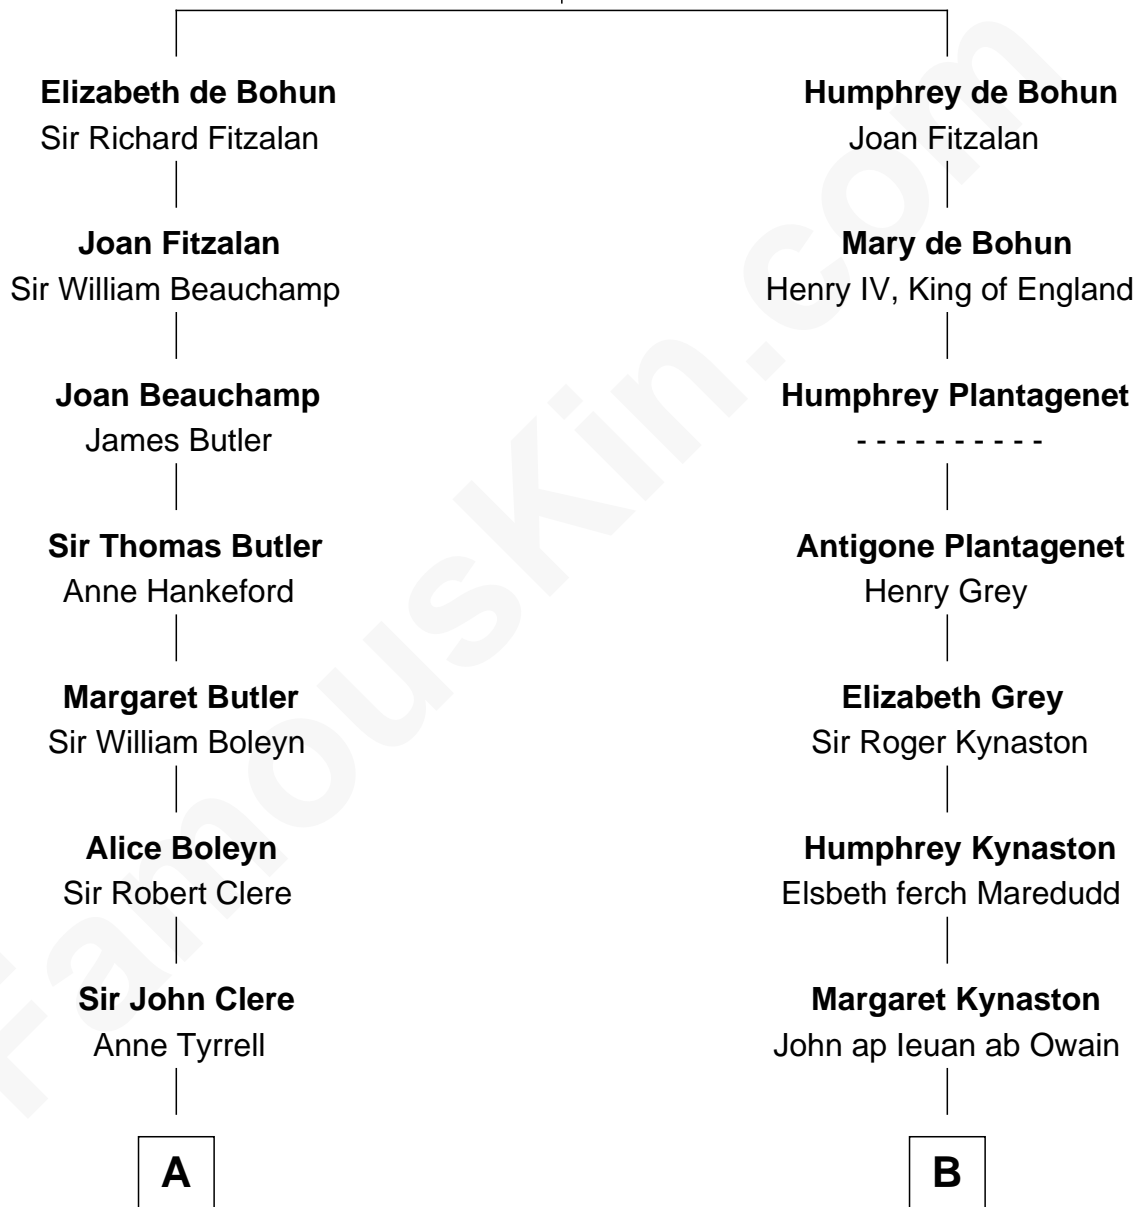 Elizabeth de Bohun
Sir Richard Fitzalan
Joan Fitzalan
Sir William Beauchamp
Joan Beauchamp
James Butler
Sir Thomas Butler
Anne Hankeford
Margaret Butler
Sir William Boleyn
Alice Boleyn
Sir Robert Clere
Sir John Clere
Anne Tyrrell
A
Humphrey de Bohun
Joan Fitzalan
Mary de Bohun
Henry IV, King of England
Humphrey Plantagenet
- - - - - - - - - -
Antigone Plantagenet
Henry Grey
Elizabeth Grey
Sir Roger Kynaston
Humphrey Kynaston
Elsbeth ferch Maredudd
Margaret Kynaston
John ap Ieuan ab Owain
B
FamousKin.com